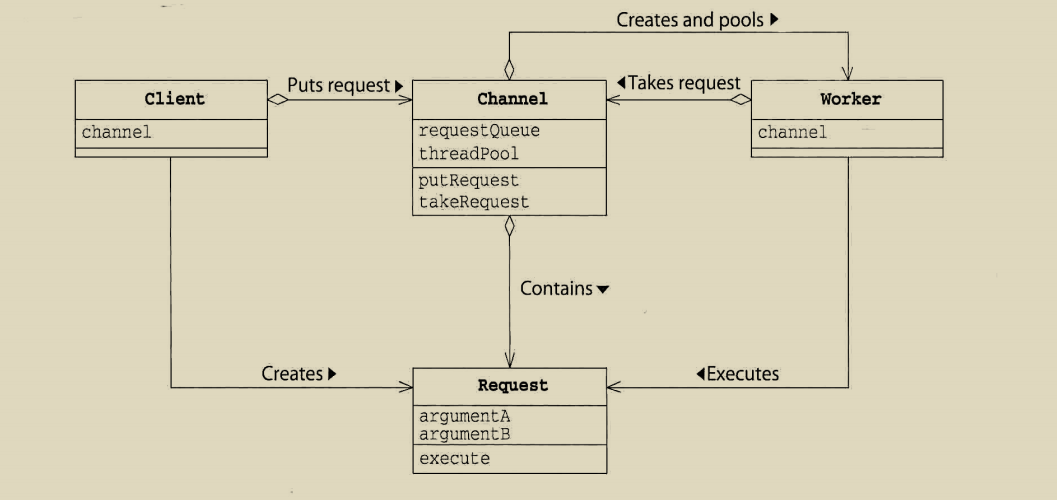 Creates and pools ▶
Client
channel
Puts request ▶
Channel
requestQueue
threadPool
putRequest
takeRequest
◀Takes request
Worker
channel
Contains ▼
Creates ▶
◀Executes
Request
argumentA
argumentB
execute